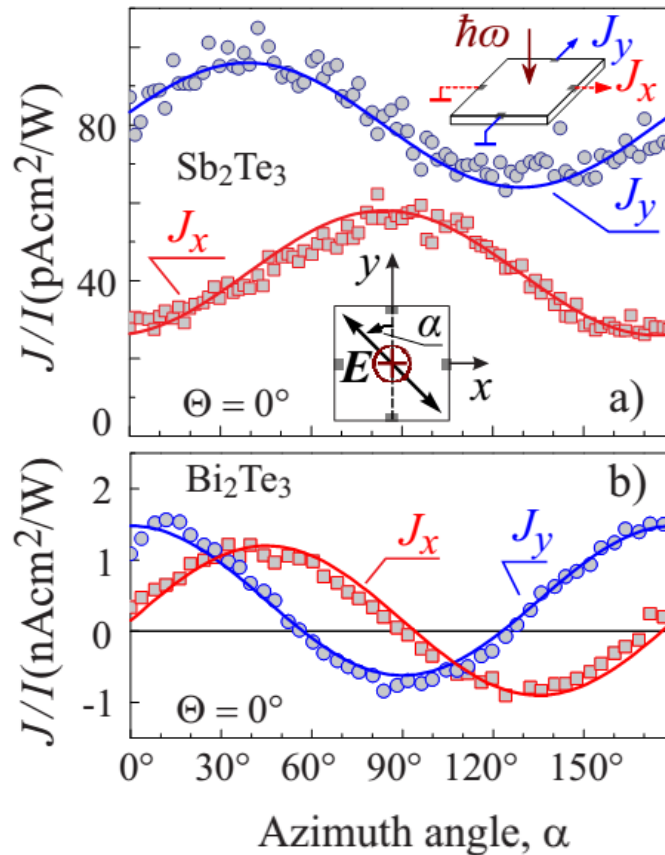 ħω
J_y
J_x
80
Sb₂Te₃
J_y
J_x
y
40
α
E
x
J/I(pAcm²/W)
0
Θ = 0°
a)
Bi₂Te₃
b)
2
J_x
J_y
1
0
J/I(nAcm²/W)
-1
Θ = 0°
0° 30° 60° 90° 120° 150°
Azimuth angle, α